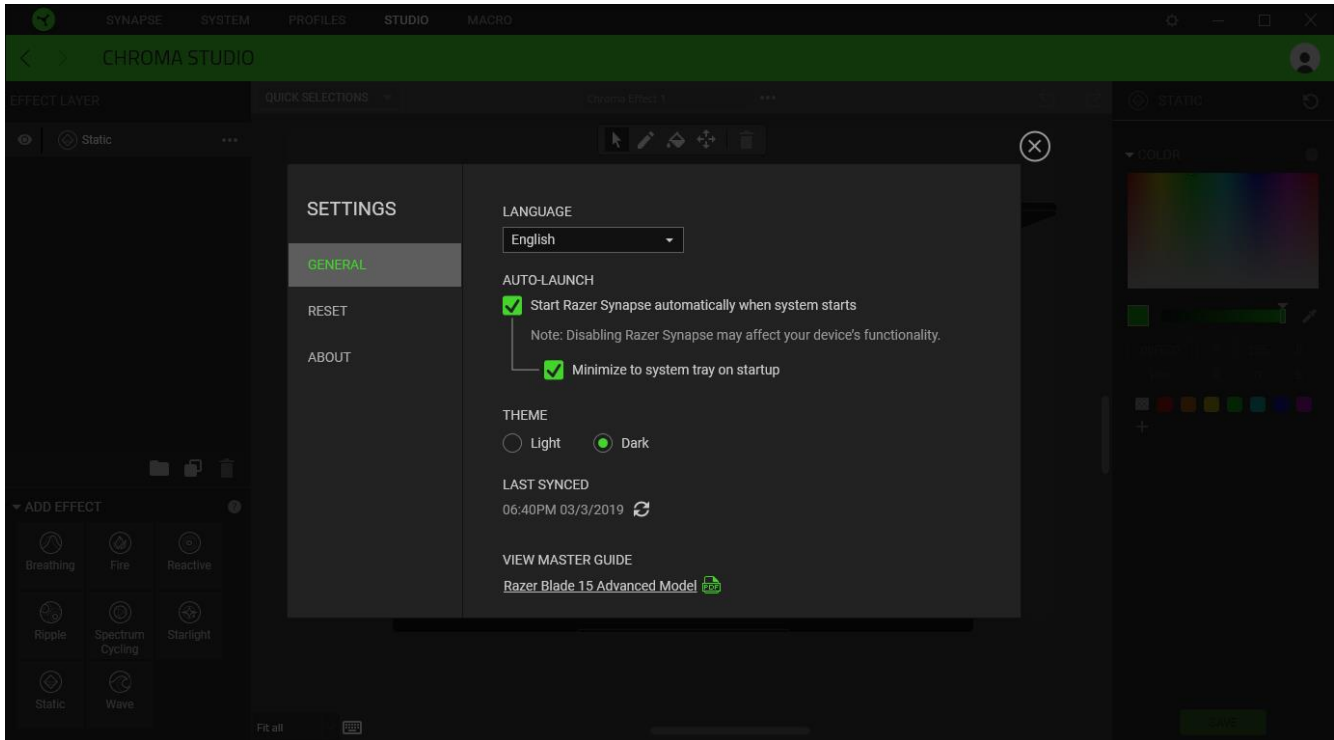 SYNAPSE SYSTEM PROFILES STUDIO MACRO
CHROMA STUDIO
EFFECT LAYER
QUICK SELECTIONS
Chroma Effect 1
STATIC
Static
COLOR
SETTINGS
GENERAL
RESET
ABOUT
LANGUAGE
English
AUTO-LAUNCH
Start Razer Synapse automatically when system starts
Note: Disabling Razer Synapse may affect your device's functionality.
Minimize to system tray on startup
THEME
Light Dark
LAST SYNCED
06:40PM 03/3/2019
VIEW MASTER GUIDE
Razer Blade 15 Advanced Model PDF
ADD EFFECT ?
Breathing Fire Reactive
Ripple Spectrum Starlight
Cycling
Static Wave
Fit all
SAVE